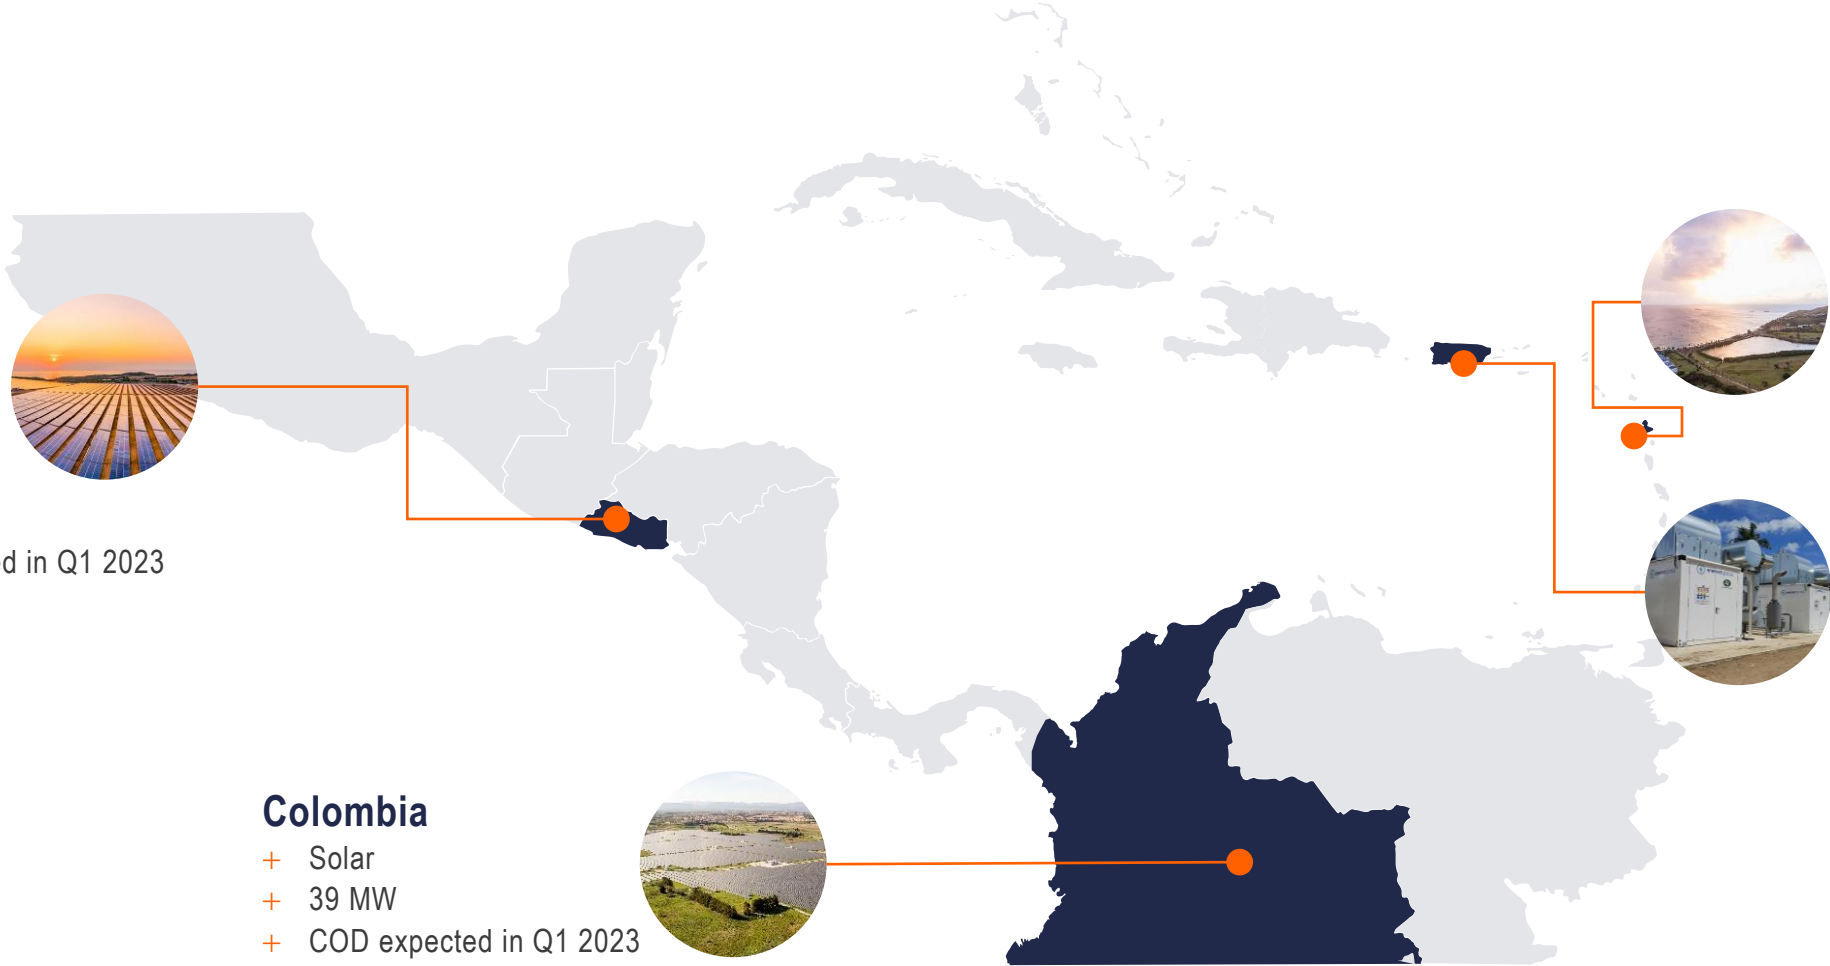 d in Q1 2023
Colombia
+ Solar
+ 39 MW
+ COD expected in Q1 2023